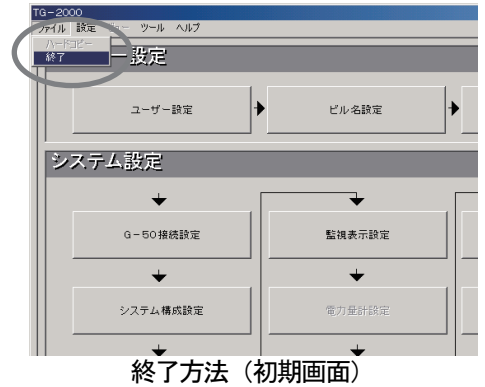 TG-2000
ファイル 設定 ツール ヘルプ
ハードコピー
終了
ー設定
ユーザー設定 ビル名設定
システム設定
G-50接続設定 監視表示設定
システム構成設定 電力量計設定
終了方法（初期画面）